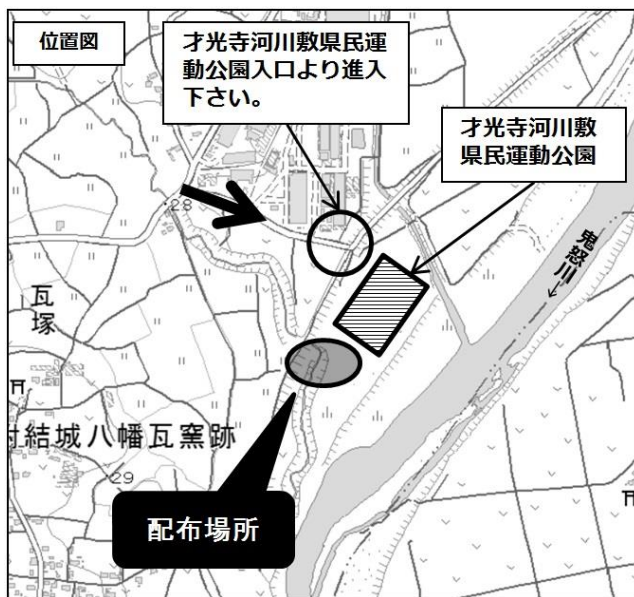 位置図
才光寺河川敷県民運
動公園入口より進入
下さい。
才光寺河川敷
県民運動公園
28
鬼怒川
瓦塚
結城八幡瓦窯跡
29
配布場所